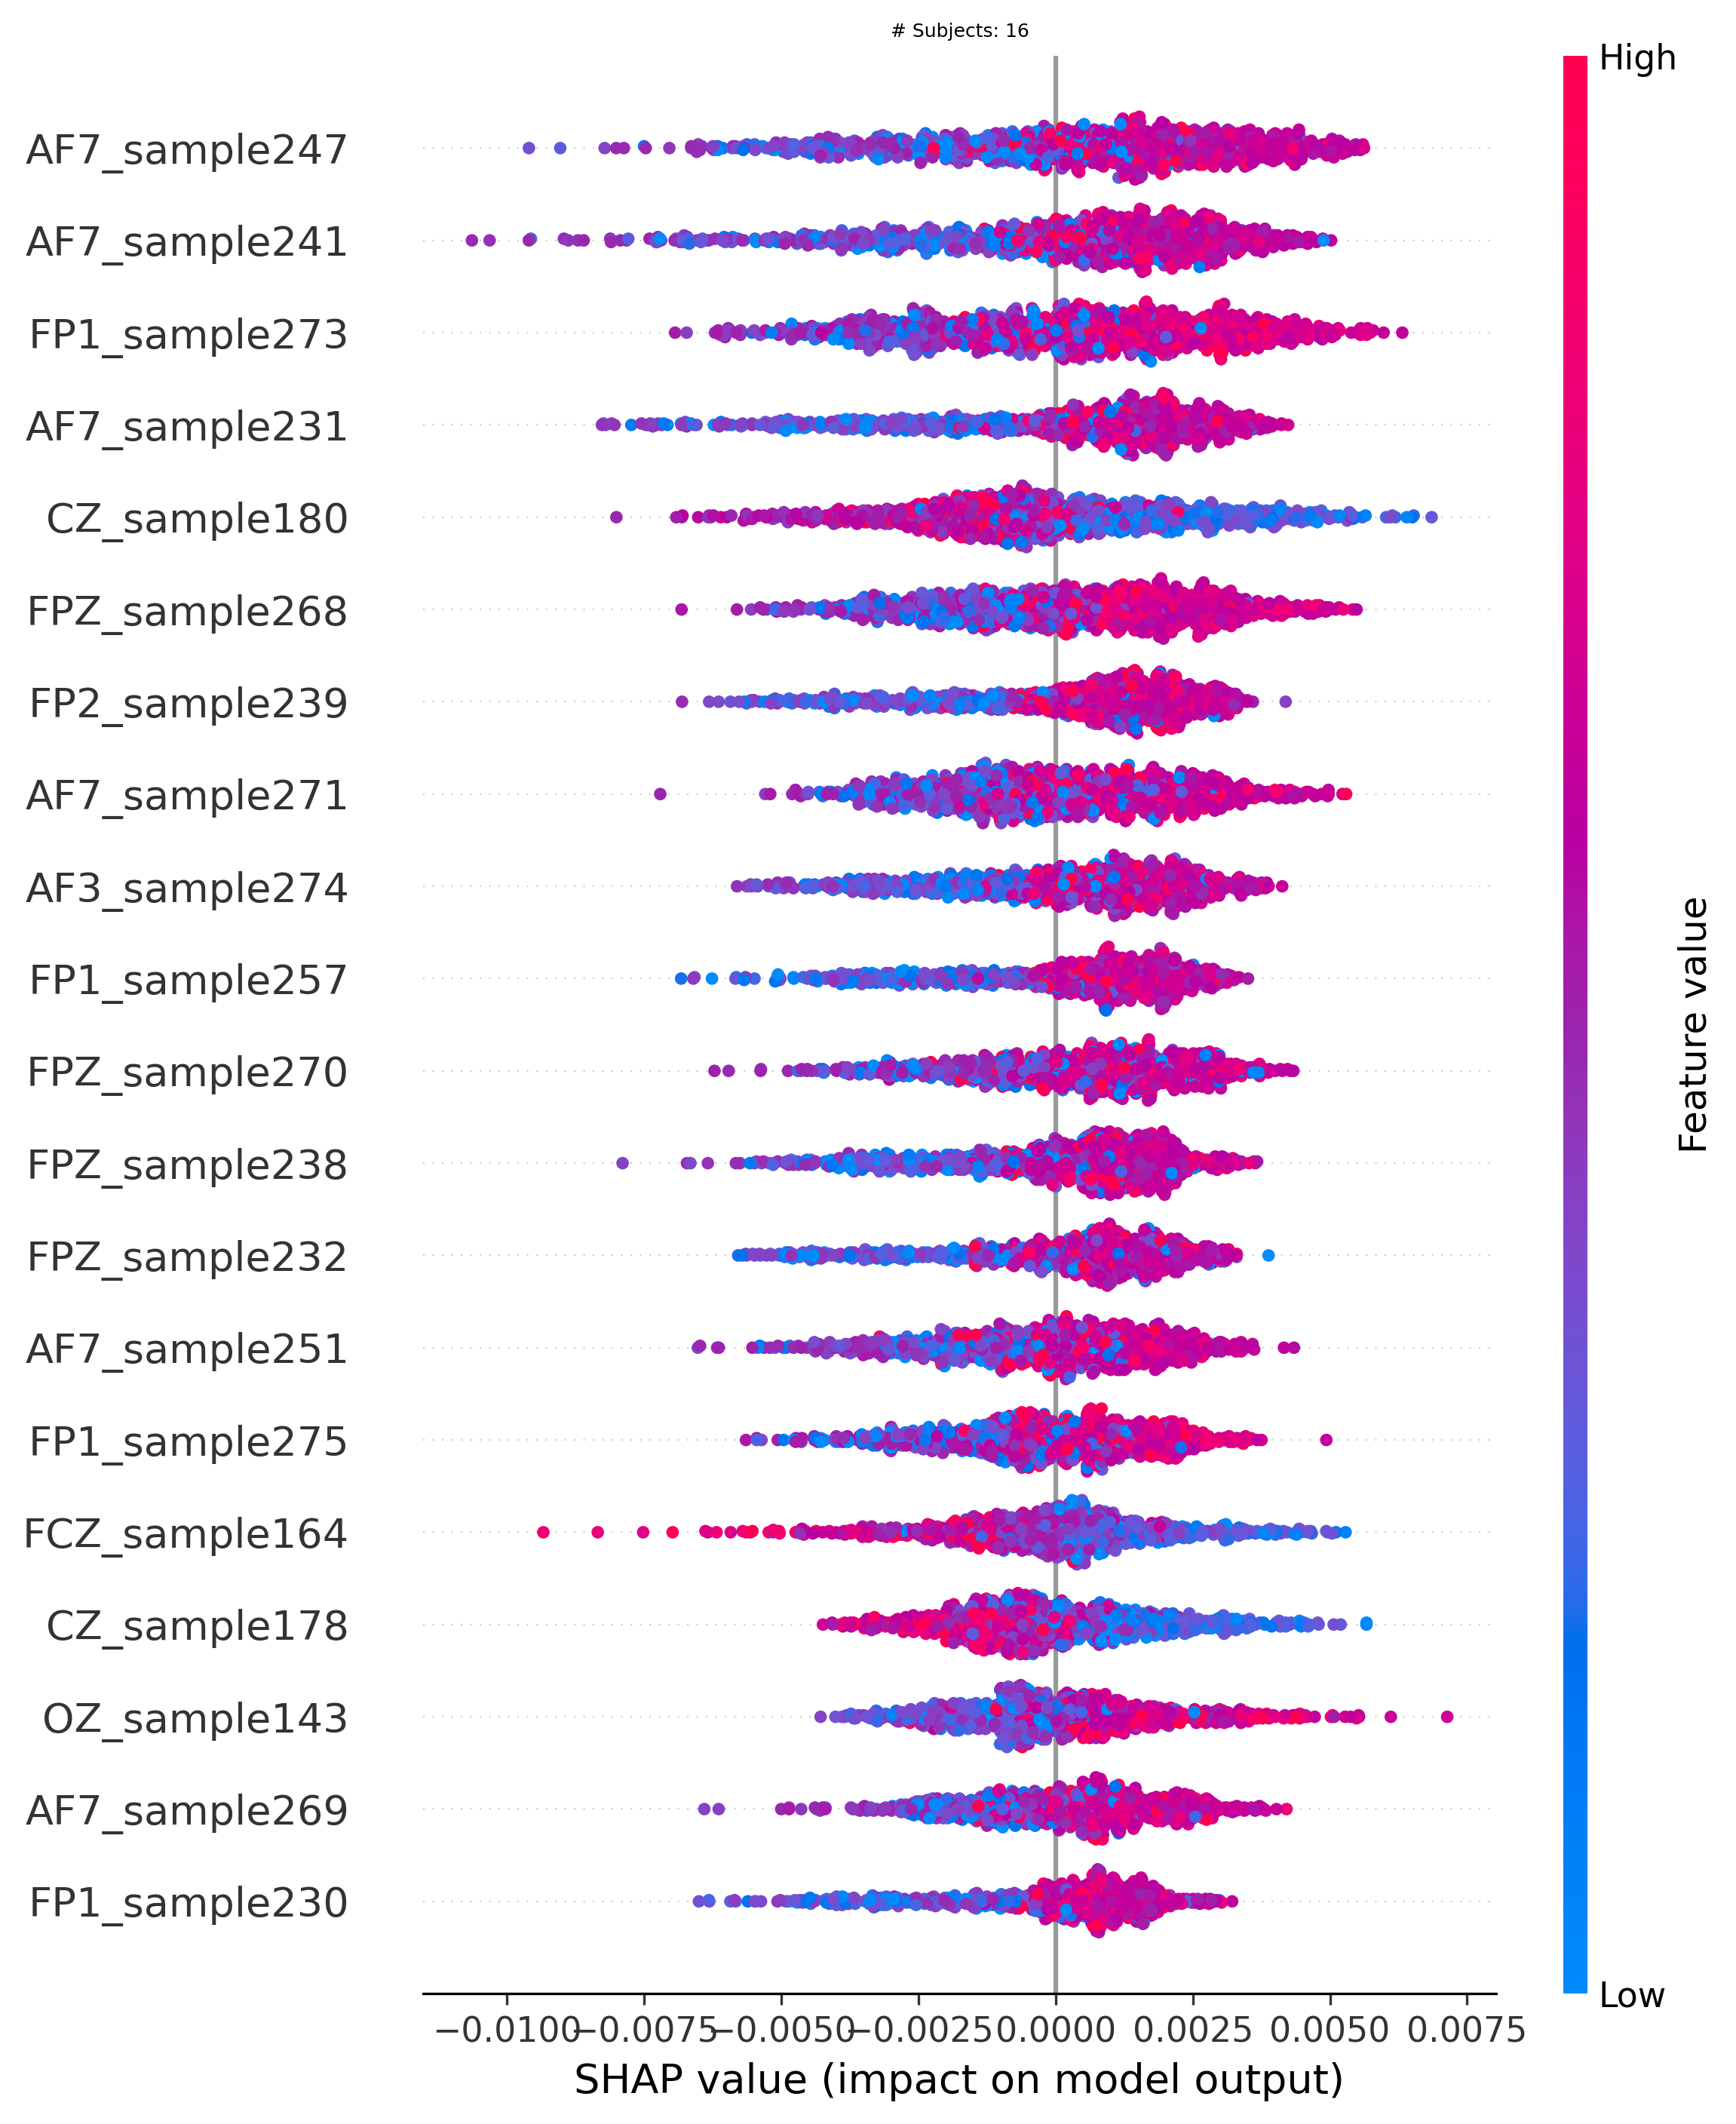 # Subjects: 16
High
AF7_sample247
AF7_sample241
FP1_sample273
AF7_sample231
CZ_sample180
FPZ_sample268
FP2_sample239
AF7_sample271
AF3_sample274
FP1_sample257
FPZ_sample270
FPZ_sample238
FPZ_sample232
AF7_sample251
FP1_sample275
FCZ_sample164
CZ_sample178
OZ_sample143
AF7_sample269
FP1_sample230
Feature value
Low
−0.0100 −0.0075 −0.0050 −0.0025 0.0000 0.0025 0.0050 0.0075
SHAP value (impact on model output)